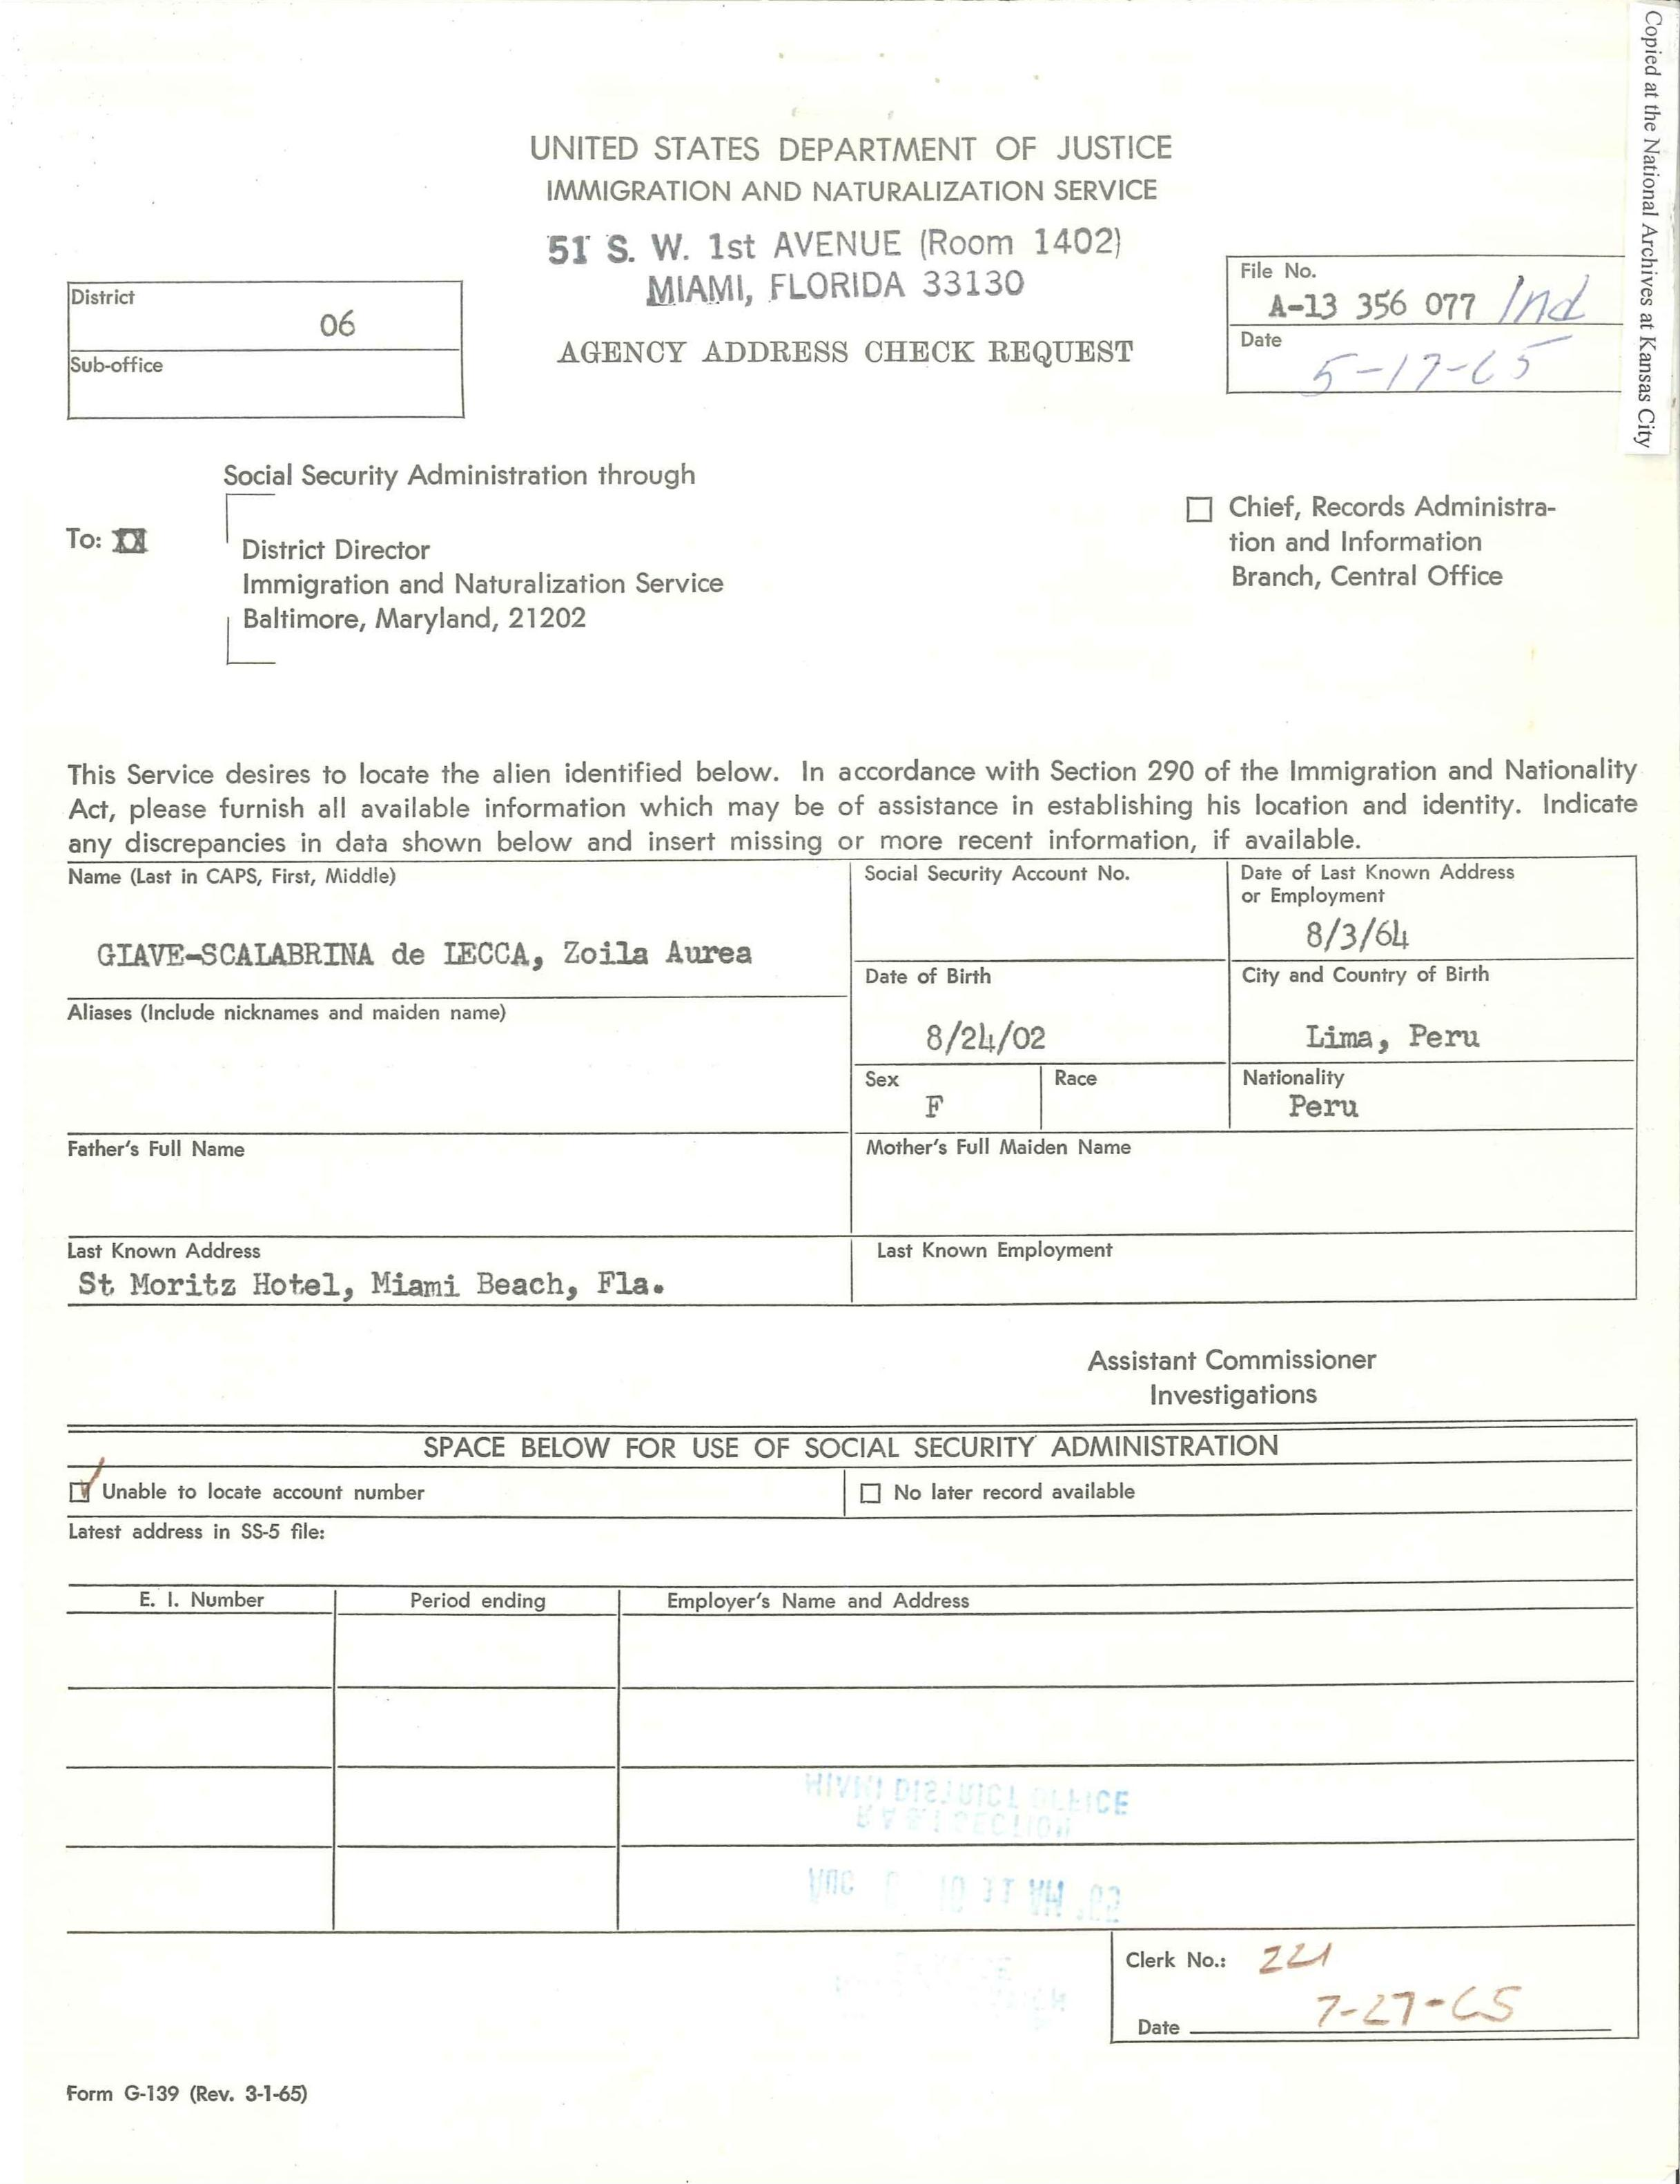 Copied at the National Archives at Kansas City
UNITED STATES DEPARTMENT OF JUSTICE
IMMIGRATION AND NATURALIZATION SERVICE
51 S. W. 1st AVENUE (Room 1402)
MIAMI, FLORIDA 33130
AGENCY ADDRESS CHECK REQUEST
District
06
Sub-office
File No.
A-13 356 077 Ind
Date
5-17-65
Social Security Administration through
To: XX
District Director
Immigration and Naturalization Service
Baltimore, Maryland, 21202
Chief, Records Administra-
tion and Information
Branch, Central Office
This Service desires to locate the alien identified below. In accordance with Section 290 of the Immigration and Nationality
Act, please furnish all available information which may be of assistance in establishing his location and identity. Indicate
any discrepancies in data shown below and insert missing or more recent information, if available.
Name (Last in CAPS, First, Middle)
GIAVE-SCALABRINA de LECCA, Zoila Aurea
Social Security Account No.
Date of Last Known Address
or Employment
8/3/64
Aliases (Include nicknames and maiden name)
Date of Birth
8/24/02
City and Country of Birth
Lima, Peru
Sex
F
Race
Nationality
Peru
Father's Full Name
Mother's Full Maiden Name
Last Known Address
St Moritz Hotel, Miami Beach, Fla.
Last Known Employment
Assistant Commissioner
Investigations
SPACE BELOW FOR USE OF SOCIAL SECURITY ADMINISTRATION
Unable to locate account number
No later record available
Latest address in SS-5 file:
E. I. Number
Period ending
Employer's Name and Address
MIAMI DISTRICT OFFICE
SECTION
AUG
AM
Clerk No.: 221
Date 7-27-65
Form G-139 (Rev. 3-1-65)